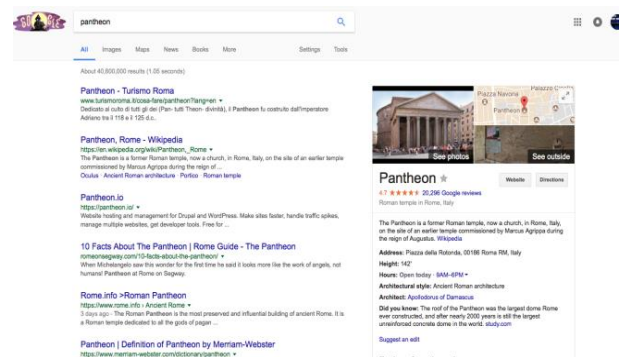 pantheon
All Images Maps News Books More Settings Tools
About 40,800,000 results (1.05 seconds)
Pantheon - Turismo Roma
www.turismoroma.it/cosa-fare/pantheon?lang=en
Dedicato al culto di tutti gli dei (Pan- tutti Theon- divinità), il Pantheon fu costruito dall'imperatore
Adriano tra il 118 e il 125 d.c.
Pantheon, Rome - Wikipedia
https://en.wikipedia.org/wiki/Pantheon,_Rome
The Pantheon is a former Roman temple, now a church, in Rome, Italy, on the site of an earlier temple
commissioned by Marcus Agrippa during the reign of ...
Oculus · Ancient Roman architecture · Portico · Roman temple
Pantheon.io
https://pantheon.io/
Website hosting and management for Drupal and WordPress. Make sites faster, handle traffic spikes,
manage multiple websites, get developer tools. Free for ...
10 Facts About The Pantheon | Rome Guide - The Pantheon
romeonsegway.com/10-facts-about-the-pantheon/
When Michelangelo saw this wonder for the first time he said it looks more like the work of angels, not
humans! Pantheon at Rome on Segway.
Rome.info >Roman Pantheon
https://www.rome.info › Ancient Rome
3 days ago - The Roman Pantheon is the most preserved and influential building of ancient Rome. It is
a Roman temple dedicated to all the gods of pagan ...
Pantheon | Definition of Pantheon by Merriam-Webster
https://www.merriam-webster.com/dictionary/pantheon
Piazza Navona
Pantheon
See photos
See outside
Pantheon
Website
Directions
4.7 20,296 Google reviews
Roman temple in Rome, Italy
The Pantheon is a former Roman temple, now a church, in Rome, Italy,
on the site of an earlier temple commissioned by Marcus Agrippa during
the reign of Augustus. Wikipedia
Address: Piazza della Rotonda, 00186 Roma RM, Italy
Height: 142'
Hours: Open today · 9AM–6PM
Architectural style: Ancient Roman architecture
Architect: Apollodorus of Damascus
Did you know: The roof of the Pantheon was the largest dome Rome
ever constructed, and after nearly 2000 years is still the largest
unreinforced concrete dome in the world. study.com
Suggest an edit